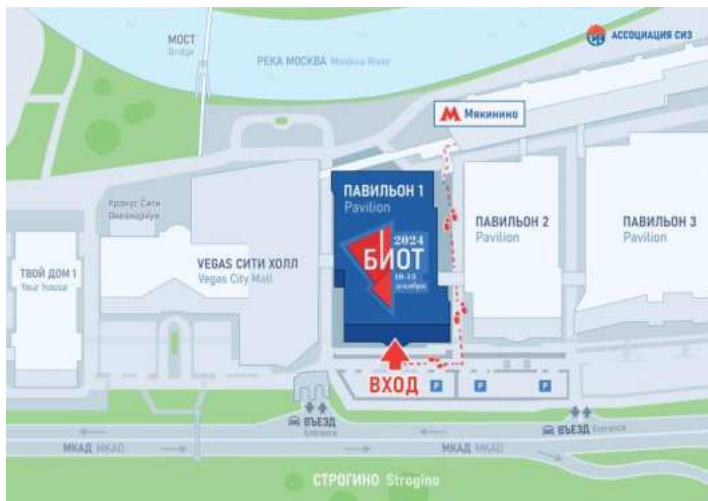 МОСТ
Bridge
РЕКА МОСКВА Moskva River
АССОЦИАЦИЯ СИЗ
М Мякинино
Крокус Сити
Океанариум
ПАВИЛЬОН 1
Pavilion
2024
БИОТ
10-13
декабря
ПАВИЛЬОН 2
Pavilion
ПАВИЛЬОН 3
Pavilion
ТВОЙ ДОМ 1
Your house
VEGAS СИТИ ХОЛЛ
Vegas City Mall
ВХОД
P
P
P
ВЪЕЗД
Entrance
ВЪЕЗД Entrance
МКАД MKAD
МКАД MKAD
СТРОГИНО Strogino